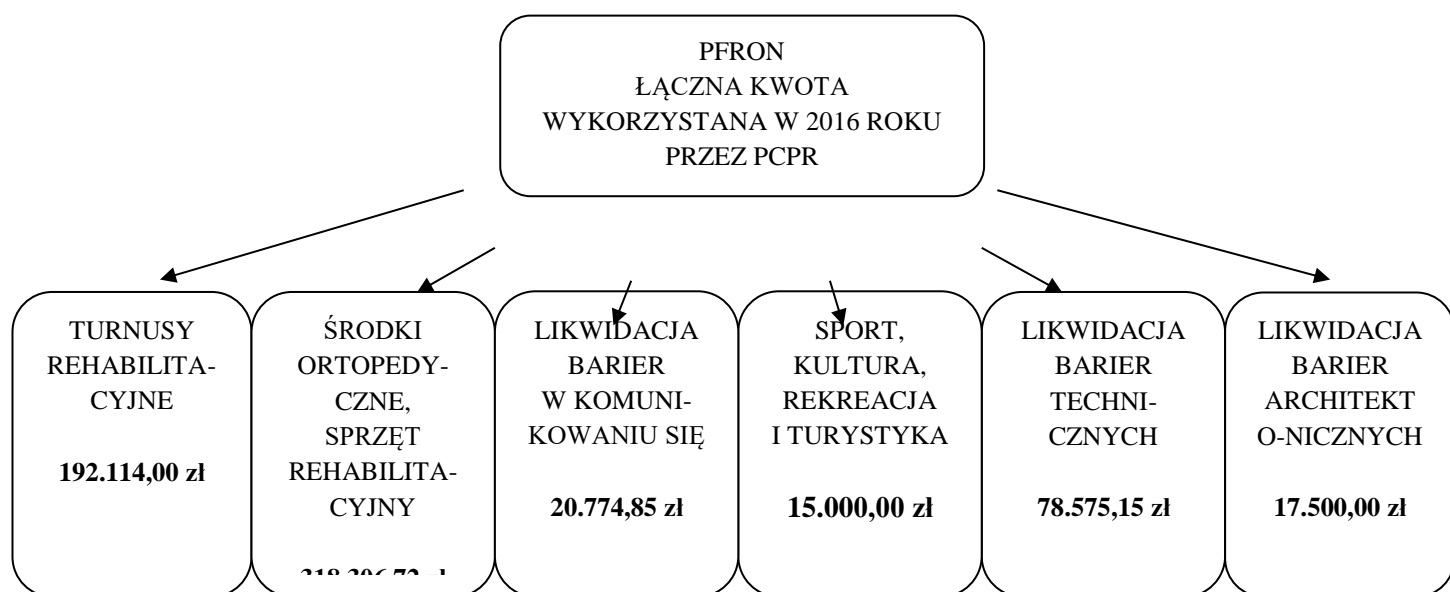 PFRON
ŁĄCZNA KWOTA
WYKORZYSTANA W 2016 ROKU
PRZEZ PCPR
TURNUSY
REHABILITA-
CYJNE
192.114,00 zł
ŚRODKI
ORTOPEDY-
CZNE,
SPRZĘT
REHABILITA-
CYJNY
LIKWIDACJA
BARIER
W KOMUNI-
KOWANIU SIĘ
20.774,85 zł
SPORT,
KULTURA,
REKREACJA
I TURYSTYKA
15.000,00 zł
LIKWIDACJA
BARIER
TECHNI-
CZNYCH
78.575,15 zł
LIKWIDACJA
BARIER
ARCHITEKT
O-NICZNYCH
17.500,00 zł